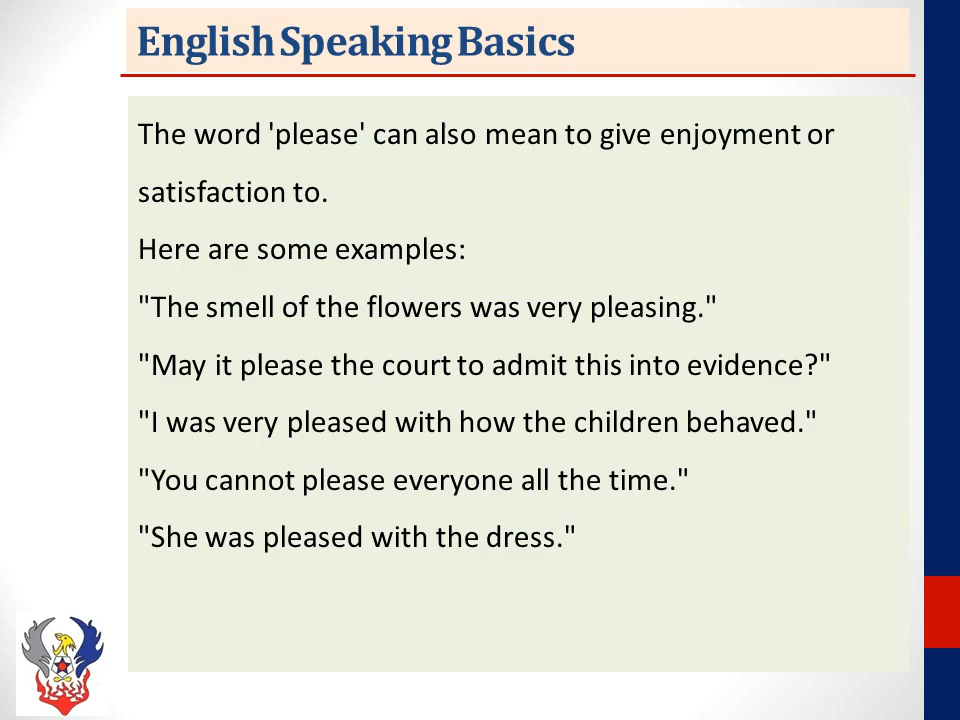 English Speaking Basics
The word 'please' can also mean to give enjoyment or
satisfaction to.
Here are some examples:
"The smell of the flowers was very pleasing."
"May it please the court to admit this into evidence?"
"I was very pleased with how the children behaved."
"You cannot please everyone all the time."
"She was pleased with the dress."